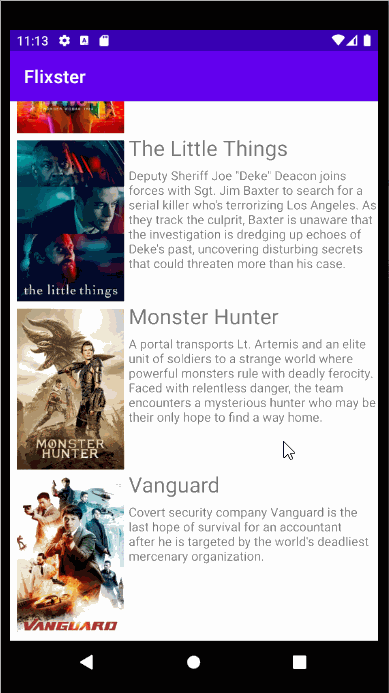 11:13
Flixster
The Little Things
Deputy Sheriff Joe "Deke" Deacon joins
forces with Sgt. Jim Baxter to search for a
serial killer who's terrorizing Los Angeles. As
they track the culprit, Baxter is unaware that
the investigation is dredging up echoes of
Deke's past, uncovering disturbing secrets
that could threaten more than his case.
the little things
Monster Hunter
A portal transports Lt. Artemis and an elite
unit of soldiers to a strange world where
powerful monsters rule with deadly ferocity.
Faced with relentless danger, the team
encounters a mysterious hunter who may be
their only hope to find a way home.
MONSTER
HUNTER
Vanguard
Covert security company Vanguard is the
last hope of survival for an accountant
after he is targeted by the world's deadliest
mercenary organization.
VANGUARD